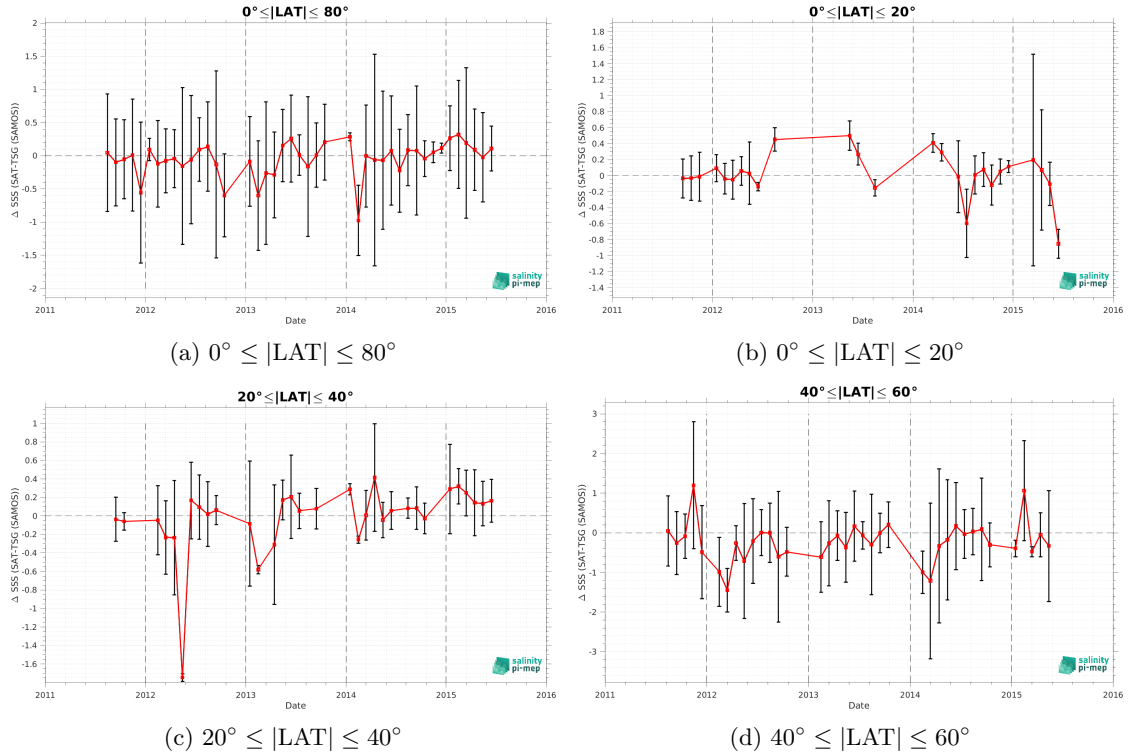 0°≤|LAT|≤ 80°
Δ SSS (SAT-TSG (SAMOS))
2
1.5
1
0.5
0
-0.5
-1
-1.5
-2
2011
2012
2013
2014
2015
2016
Date
salinity
pi-mep
(a) 0° ≤ |LAT| ≤ 80°
0°≤|LAT|≤ 20°
Δ SSS (SAT-TSG (SAMOS))
1.8
1.6
1.4
1.2
1
0.8
0.6
0.4
0.2
0
-0.2
-0.4
-0.6
-0.8
-1
-1.2
-1.4
2011
2012
2013
2014
2015
2016
Date
salinity
pi-mep
(b) 0° ≤ |LAT| ≤ 20°
20°≤|LAT|≤ 40°
Δ SSS (SAT-TSG (SAMOS))
1
0.8
0.6
0.4
0.2
0
-0.2
-0.4
-0.6
-0.8
-1
-1.2
-1.4
-1.6
2011
2012
2013
2014
2015
2016
Date
salinity
pi-mep
(c) 20° ≤ |LAT| ≤ 40°
40°≤|LAT|≤ 60°
Δ SSS (SAT-TSG (SAMOS))
3
2
1
0
-1
-2
-3
2011
2012
2013
2014
2015
2016
Date
salinity
pi-mep
(d) 40° ≤ |LAT| ≤ 60°